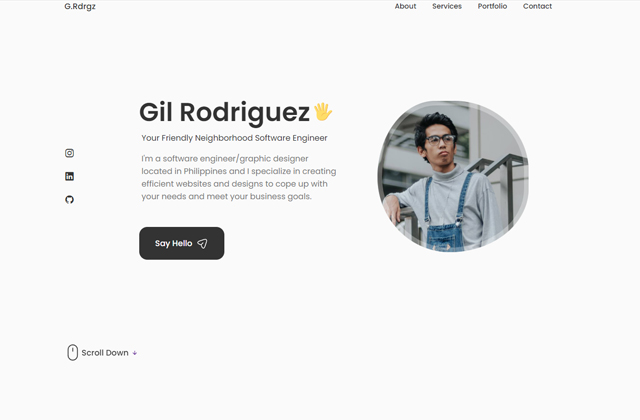 G.Rdrgz
About
Services
Portfolio
Contact
Gil Rodriguez
Your Friendly Neighborhood Software Engineer
I'm a software engineer/graphic designer
located in Philippines and I specialize in creating
efficient websites and designs to cope up with
your needs and meet your business goals.
Say Hello
Scroll Down